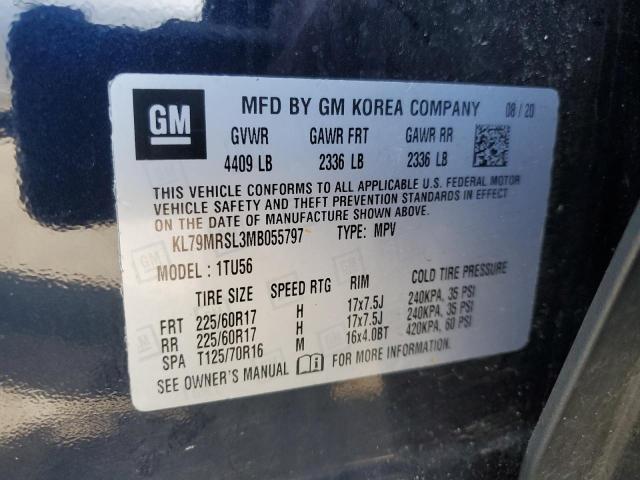 GM
MFD BY GM KOREA COMPANY 08 / 20
GVWR GAWR FRT GAWR RR
4409 LB 2336 LB 2336 LB
THIS VEHICLE CONFORMS TO ALL APPLICABLE U.S. FEDERAL MOTOR
VEHICLE SAFETY AND THEFT PREVENTION STANDARDS IN EFFECT
ON THE DATE OF MANUFACTURE SHOWN ABOVE.
KL79MRSL3MB055797 TYPE: MPV
MODEL : 1TU56
TIRE SIZE SPEED RTG RIM COLD TIRE PRESSURE
FRT 225/60R17 H 17x7.5J 240KPA, 35 PSI
RR 225/60R17 H 17x7.5J 240KPA, 35 PSI
SPA T125/70R16 M 16x4.0BT 420KPA, 60 PSI
SEE OWNER'S MANUAL FOR MORE INFORMATION.